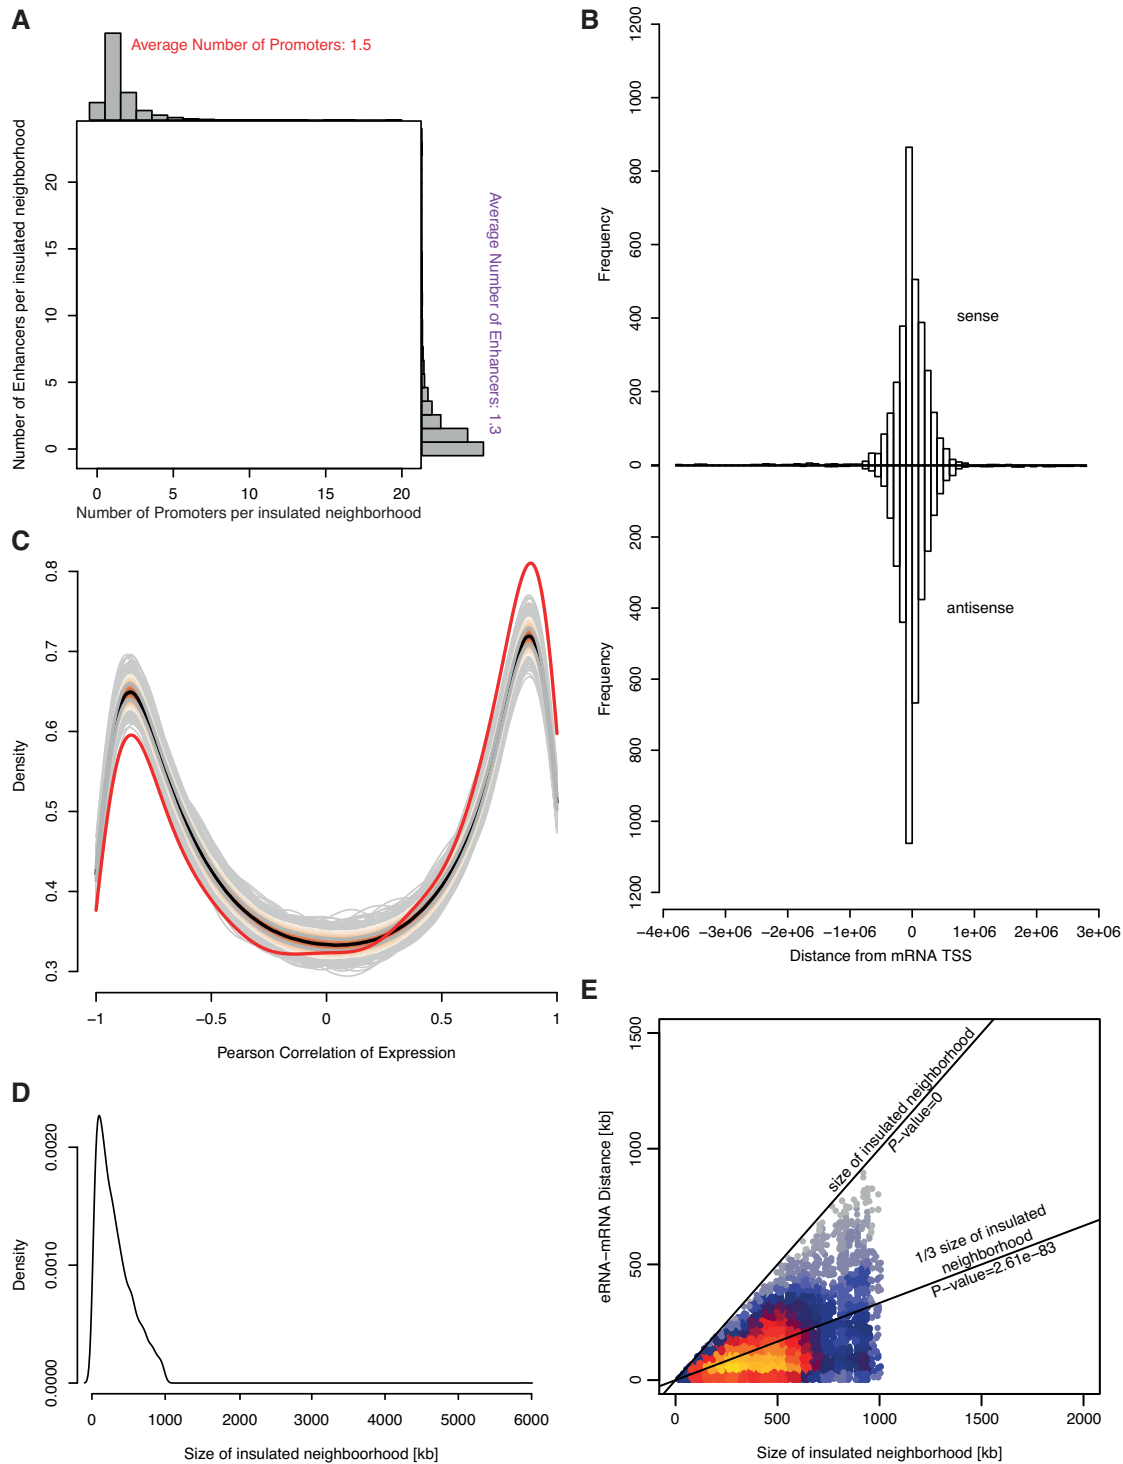 A
Average Number of Promoters: 1.5
Number of Enhancers per insulated neighborhood
20
15
10
5
0
Average Number of Enhancers: 1.3
0 5 10 15 20
Number of Promoters per insulated neighborhood
B
1200
1000
800
600
400
200
0
200
400
600
800
1000
1200
Frequency
Frequency
sense
antisense
−4e+06 −3e+06 −2e+06 −1e+06 0 1e+06 2e+06 3e+06
Distance from mRNA TSS
C
0.8
0.7
0.6
0.5
0.4
0.3
Density
−1 −0.5 0 0.5 1
Pearson Correlation of Expression
D
0.0020
0.0010
0.0000
Density
0 1000 2000 3000 4000 5000 6000
Size of insulated neighboorhood [kb]
E
1500
1000
500
0
eRNA−mRNA Distance [kb]
size of insulated neighborhood
P−value=0
1/3 size of insulated
neighborhood
P−value=2.61e−83
0 500 1000 1500 2000
Size of insulated neighborhood [kb]